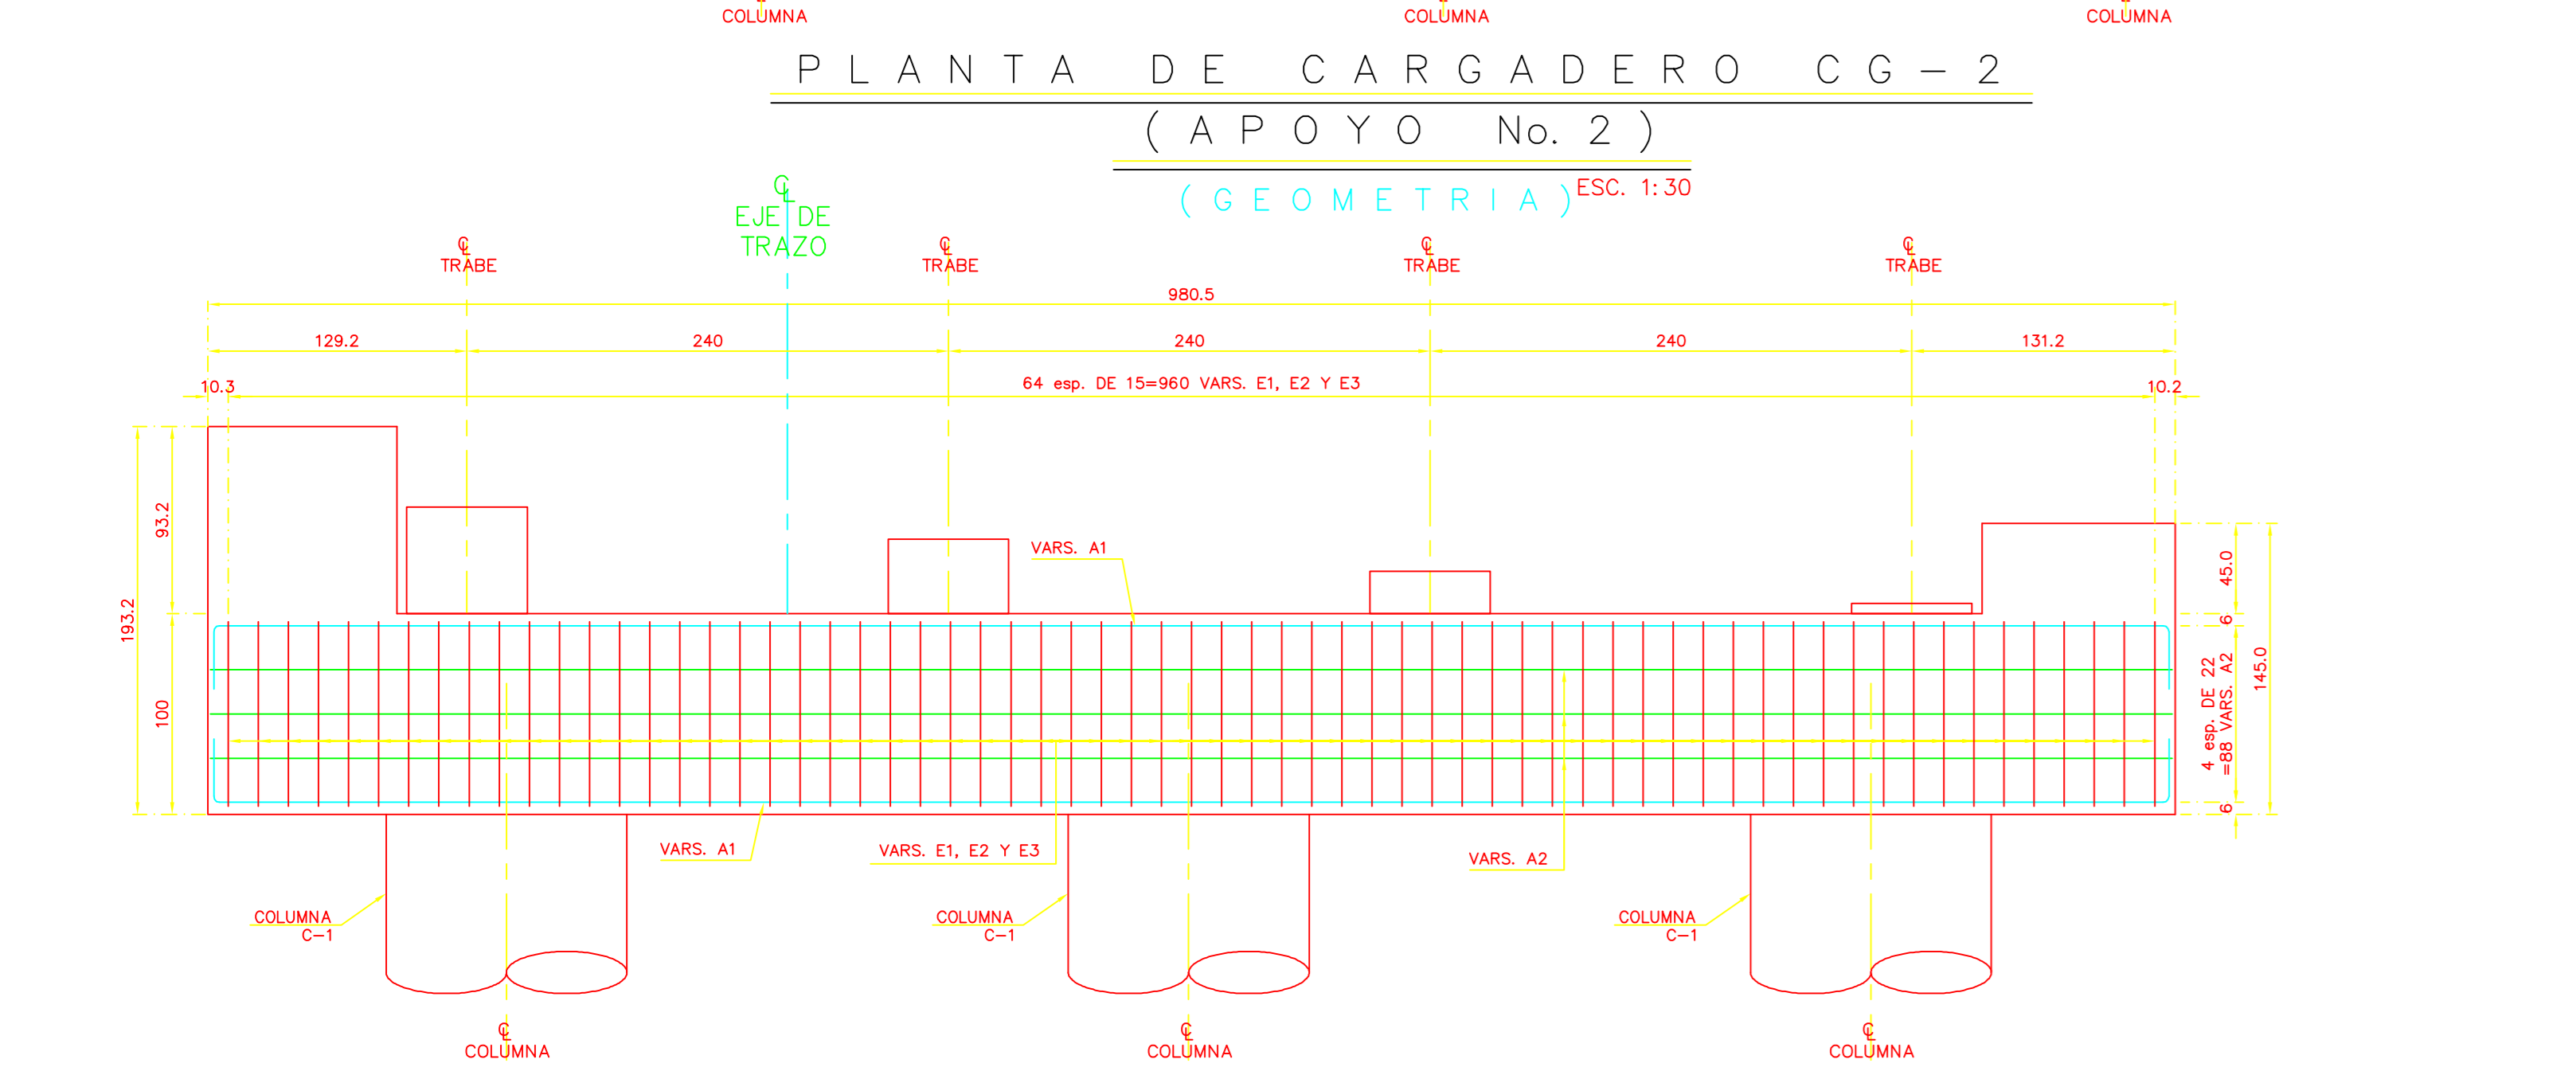 COLUMNA COLUMNA COLUMNA
PLANTA DE CARGADERO CG-2
(APOYO No. 2)
(GEOMETRIA) ESC. 1:30
℄
EJE DE
TRAZO
℄ ℄ ℄ ℄
TRABE TRABE TRABE TRABE
980.5
129.2 240 240 240 131.2
10.3 64 esp. DE 15=960 VARS. E1, E2 Y E3 10.2
93.2
193.2
100
VARS. A1
45.0
6
4 esp. DE 22
=88 VARS. A2
145.0
6
VARS. A1 VARS. E1, E2 Y E3 VARS. A2
COLUMNA COLUMNA COLUMNA
C-1 C-1 C-1
℄ ℄ ℄
COLUMNA COLUMNA COLUMNA